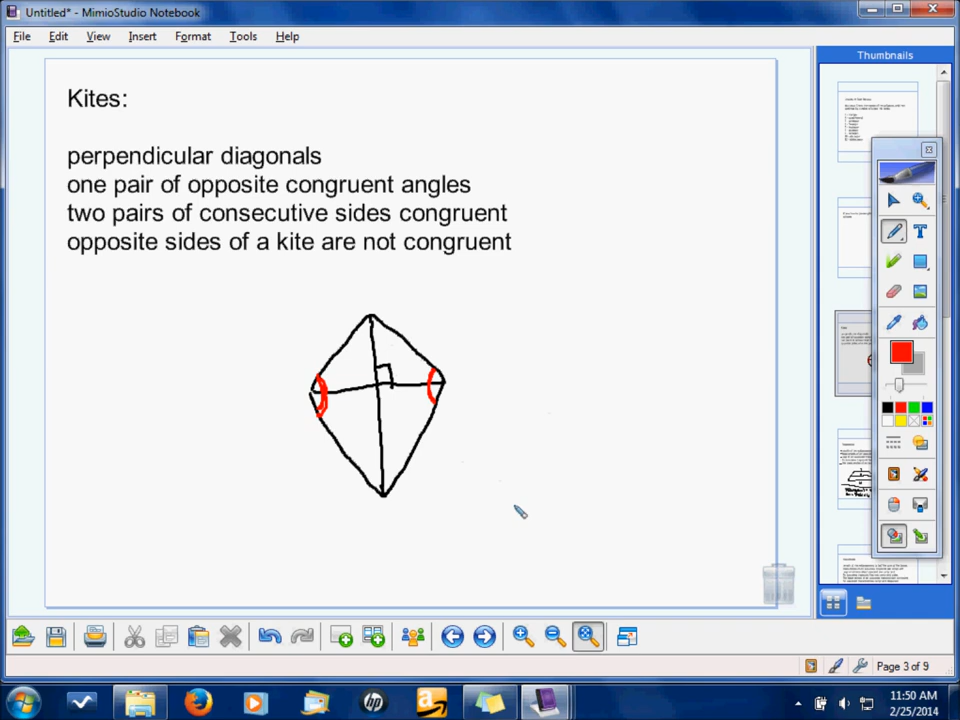 Untitled* - MimioStudio Notebook
File Edit View Insert Format Tools Help
Thumbnails
Kites:
perpendicular diagonals
one pair of opposite congruent angles
two pairs of consecutive sides congruent
opposite sides of a kite are not congruent
Page 3 of 9
11:50 AM
2/25/2014